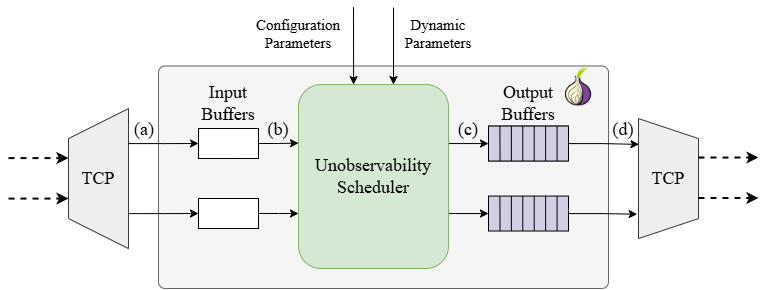 Configuration
Parameters
Dynamic
Parameters
Input
Buffers
Output
Buffers
(a)
(b)
(c)
(d)
TCP
Unobservability
Scheduler
TCP